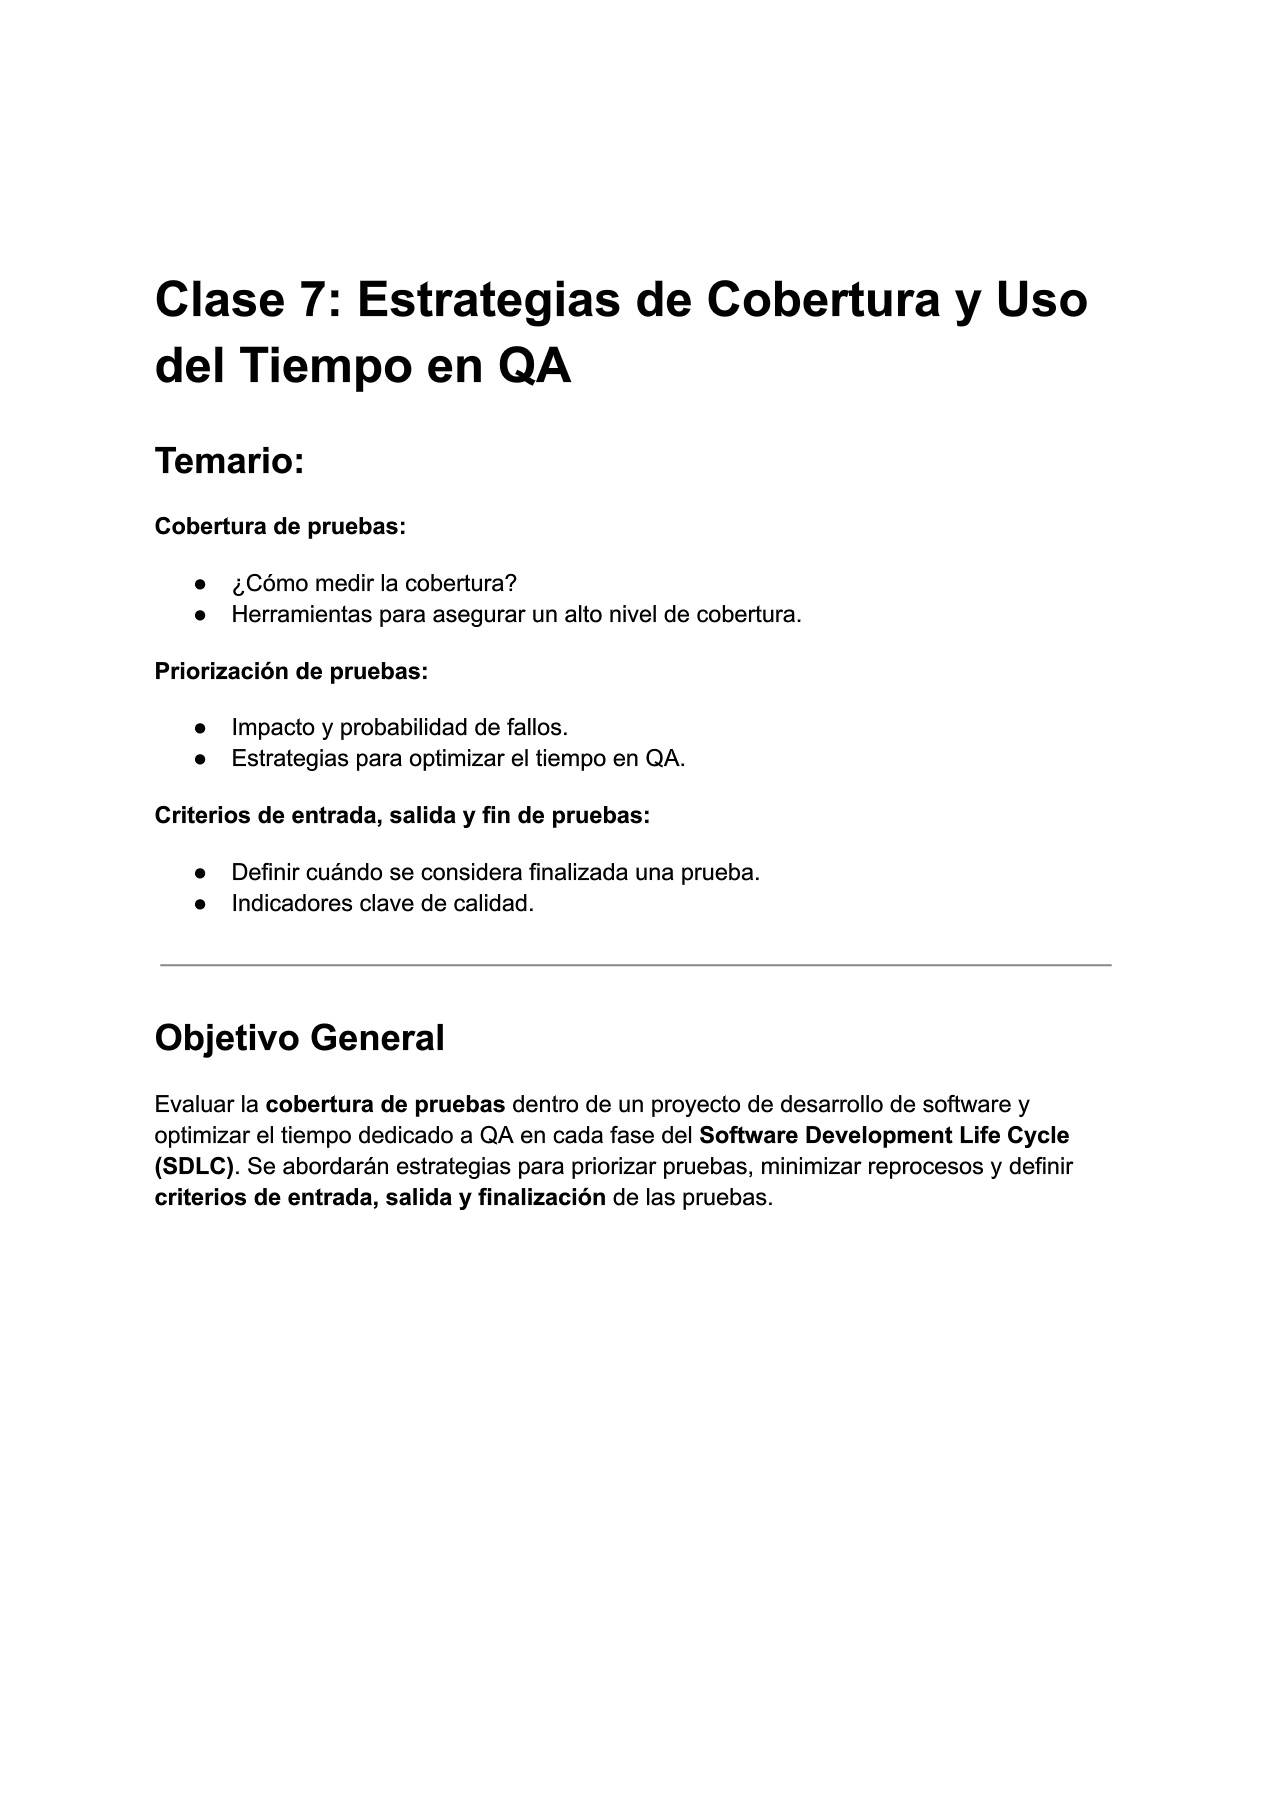 Clase 7: Estrategias de Cobertura y Uso
del Tiempo en QA
Temario:
Cobertura de pruebas:
● ¿Cómo medir la cobertura?
● Herramientas para asegurar un alto nivel de cobertura.
Priorización de pruebas:
● Impacto y probabilidad de fallos.
● Estrategias para optimizar el tiempo en QA.
Criterios de entrada, salida y fin de pruebas:
● Definir cuándo se considera finalizada una prueba.
● Indicadores clave de calidad.
Objetivo General
Evaluar la cobertura de pruebas dentro de un proyecto de desarrollo de software y
optimizar el tiempo dedicado a QA en cada fase del Software Development Life Cycle
(SDLC). Se abordarán estrategias para priorizar pruebas, minimizar reprocesos y definir
criterios de entrada, salida y finalización de las pruebas.